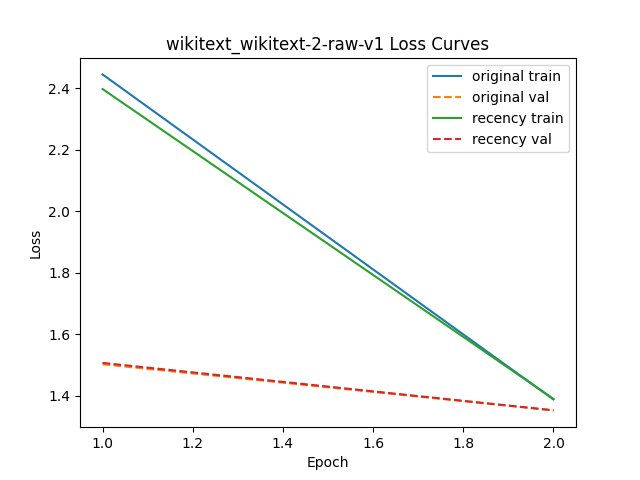 wikitext_wikitext-2-raw-v1 Loss Curves
original train
original val
recency train
recency val
Loss
2.4
2.2
2.0
1.8
1.6
1.4
1.0
1.2
1.4
1.6
1.8
2.0
Epoch